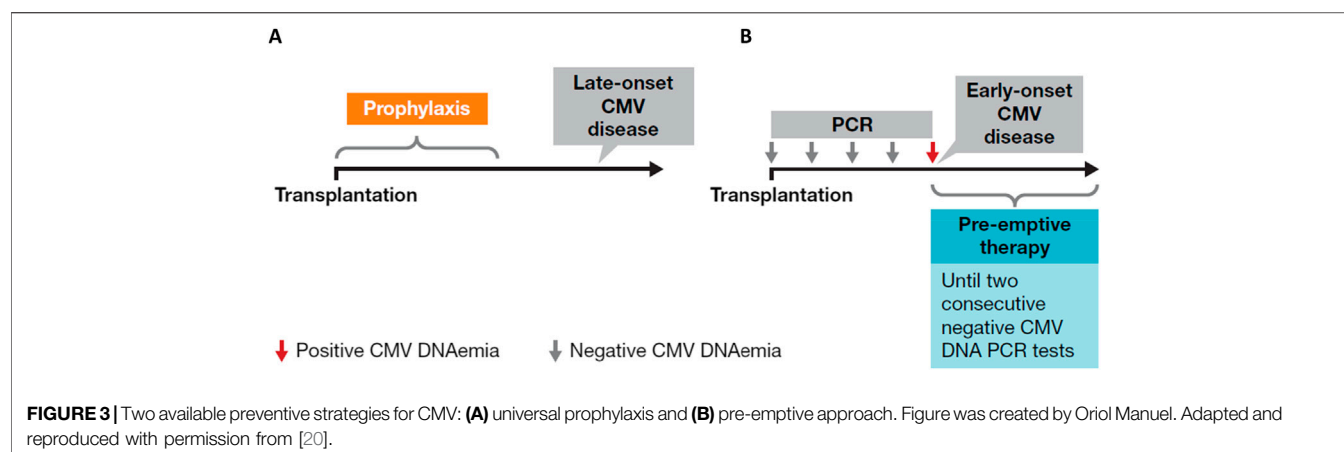 A
Prophylaxis
Late-onset
CMV
disease
Transplantation
B
PCR
Early-onset
CMV
disease
Transplantation
Pre-emptive
therapy
Until two
consecutive
negative CMV
DNA PCR tests
Positive CMV DNAemia
Negative CMV DNAemia
FIGURE 3 | Two available preventive strategies for CMV: (A) universal prophylaxis and (B) pre-emptive approach. Figure was created by Oriol Manuel. Adapted and
reproduced with permission from [20].